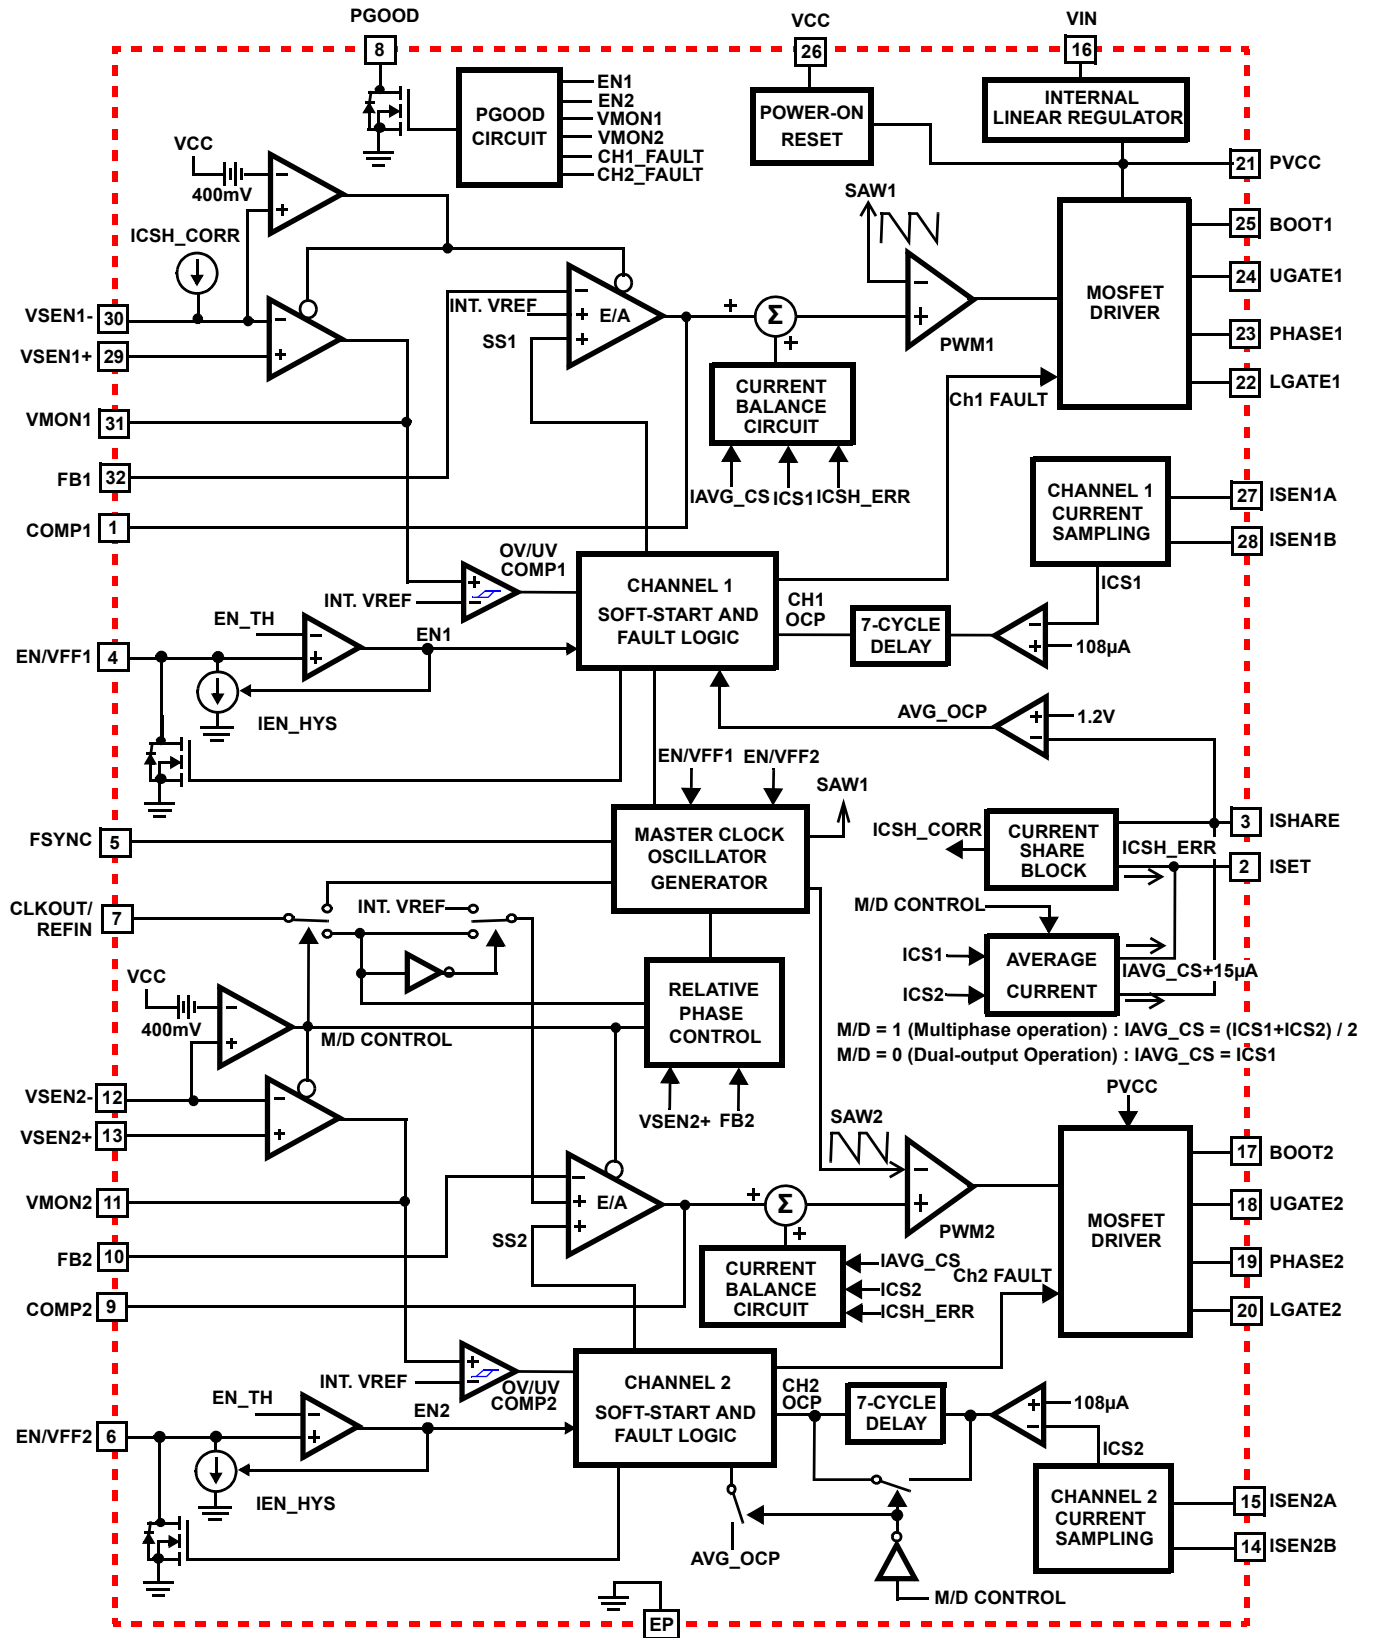 PGOOD
8
VCC
26
VIN
16
PGOOD
CIRCUIT
EN1
EN2
VMON1
VMON2
CH1_FAULT
CH2_FAULT
POWER-ON
RESET
INTERNAL
LINEAR REGULATOR
21 PVCC
VCC
400mV
−
+
ICSH_CORR
SAW1
MOSFET
DRIVER
25 BOOT1
24 UGATE1
23 PHASE1
22 LGATE1
VSEN1- 30
VSEN1+ 29
−
+
INT. VREF
SS1
−
+
+
E/A
+
Σ
+
−
+
PWM1
Ch1 FAULT
CURRENT
BALANCE
CIRCUIT
IAVG_CS
ICS1
ICSH_ERR
VMON1 31
FB1 32
COMP1 1
CHANNEL 1
CURRENT
SAMPLING
27 ISEN1A
28 ISEN1B
ICS1
OV/UV
COMP1
INT. VREF
+
−
CHANNEL 1
SOFT-START AND
FAULT LOGIC
CH1
OCP
7-CYCLE
DELAY
−
+
108µA
EN_TH
−
+
EN1
EN/VFF1 4
IEN_HYS
AVG_OCP
+
−
1.2V
EN/VFF1
EN/VFF2
SAW1
FSYNC 5
MASTER CLOCK
OSCILLATOR
GENERATOR
ICSH_CORR
CURRENT
SHARE
BLOCK
ICSH_ERR
3 ISHARE
2 ISET
CLKOUT/
REFIN
7
INT. VREF
M/D CONTROL
ICS1
ICS2
AVERAGE
CURRENT
IAVG_CS+15µA
M/D = 1 (Multiphase operation) : IAVG_CS = (ICS1+ICS2) / 2
M/D = 0 (Dual-output Operation) : IAVG_CS = ICS1
VCC
400mV
−
+
M/D CONTROL
RELATIVE
PHASE
CONTROL
VSEN2+
FB2
VSEN2- 12
VSEN2+ 13
−
+
PVCC
SAW2
MOSFET
DRIVER
17 BOOT2
18 UGATE2
19 PHASE2
20 LGATE2
VMON2 11
FB2 10
COMP2 9
SS2
−
+
+
E/A
+
Σ
+
−
+
PWM2
Ch2 FAULT
CURRENT
BALANCE
CIRCUIT
IAVG_CS
ICS2
ICSH_ERR
INT. VREF
+
−
OV/UV
COMP2
CHANNEL 2
SOFT-START AND
FAULT LOGIC
CH2
OCP
7-CYCLE
DELAY
+
−
108µA
ICS2
EN_TH
−
+
EN2
EN/VFF2 6
IEN_HYS
CHANNEL 2
CURRENT
SAMPLING
15 ISEN2A
14 ISEN2B
AVG_OCP
M/D CONTROL
EP